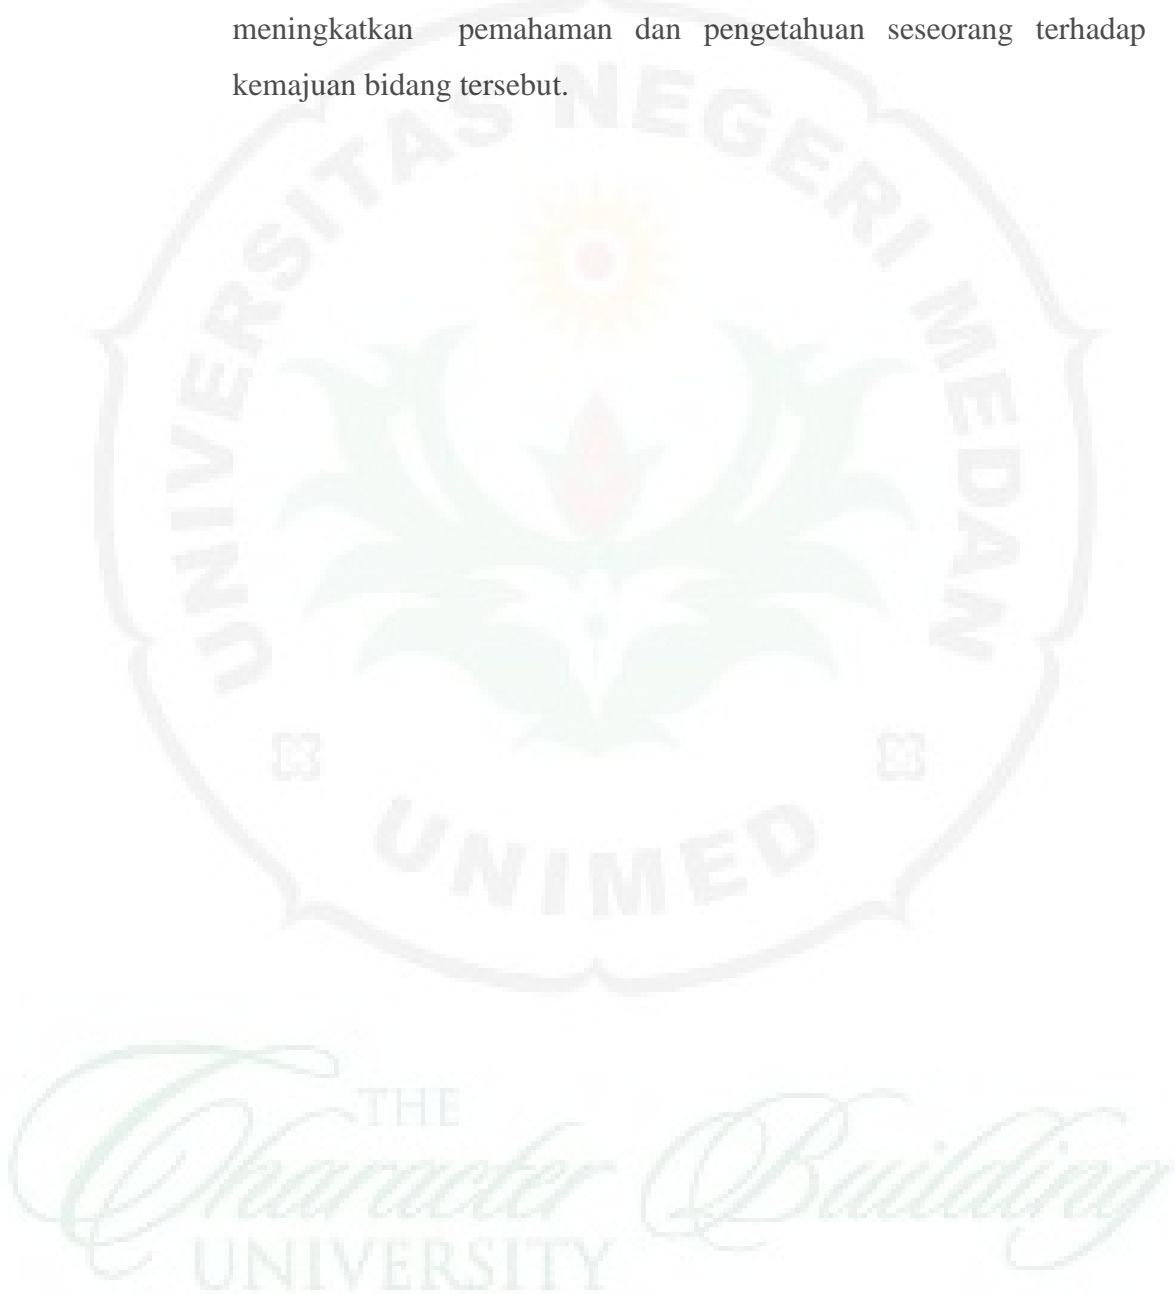 meningkatkan pemahaman dan pengetahuan seseorang terhadap
kemajuan bidang tersebut.
UNIVERSITAS NEGERI MEDAN
UNIMED
THE
Character Building
UNIVERSITY